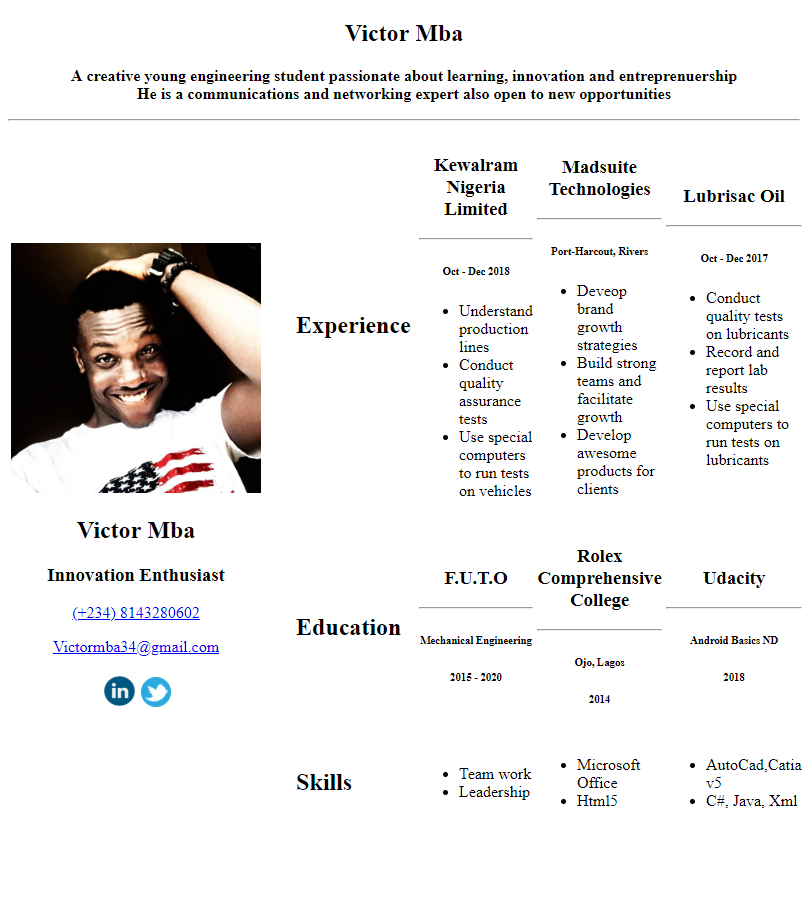 Victor Mba
A creative young engineering student passionate about learning, innovation and entreprenuership
He is a communications and networking expert also open to new opportunities
Victor Mba
Innovation Enthusiast
(+234) 8143280602
Victormba34@gmail.com
in
Experience
Kewalram
Nigeria
Limited
Oct - Dec 2018
Understand
production
lines
Conduct
quality
assurance
tests
Use special
computers
to run tests
on vehicles
Madsuite
Technologies
Port-Harcout, Rivers
Deveop
brand
growth
strategies
Build strong
teams and
facilitate
growth
Develop
awesome
products for
clients
Lubrisac Oil
Oct - Dec 2017
Conduct
quality tests
on lubricants
Record and
report lab
results
Use special
computers to
run tests on
lubricants
Education
F.U.T.O
Mechanical Engineering
2015 - 2020
Rolex
Comprehensive
College
Ojo, Lagos
2014
Udacity
Android Basics ND
2018
Skills
Team work
Leadership
Microsoft
Office
Html5
AutoCad,Catia
v5
C#, Java, Xml